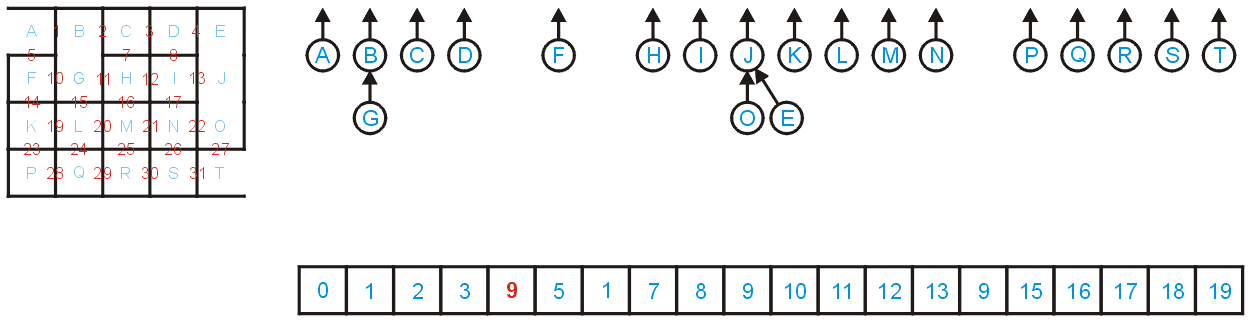 A 1 B 2 C 3 D 4 E
5 7 8
F 10 G 11 H 12 I 13 J
14 15 16 17
K 19 L 20 M 21 N 22 O
23 24 25 26 27
P 28 Q 29 R 30 S 31 T
A B C D F H I J K L M N P Q R S T
G O E
0 1 2 3 9 5 1 7 8 9 10 11 12 13 9 15 16 17 18 19